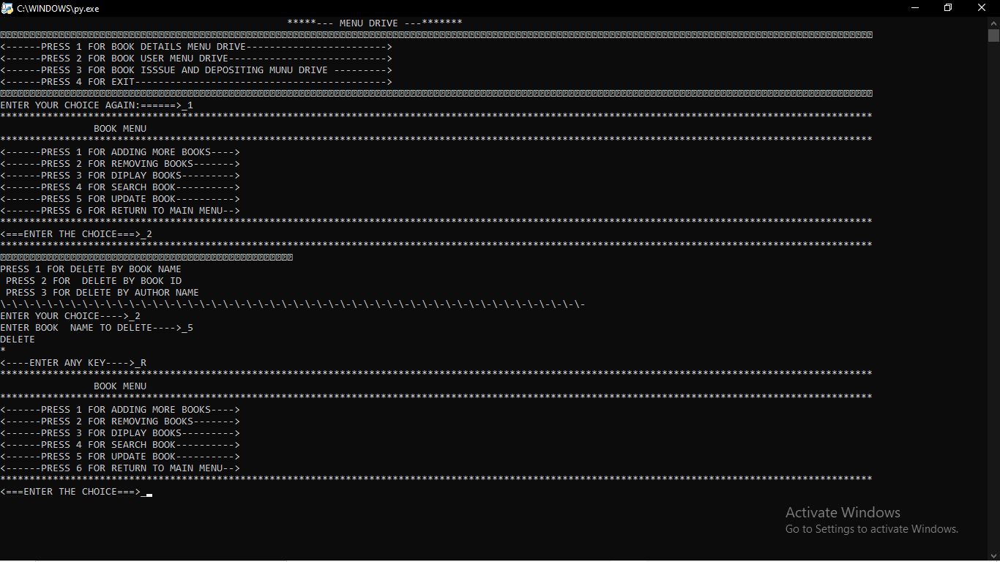 C:\WINDOWS\py.exe
*****--- MENU DRIVE ---*******
<------PRESS 1 FOR BOOK DETAILS MENU DRIVE------------------------>
<------PRESS 2 FOR BOOK USER MENU DRIVE--------------------------->
<------PRESS 3 FOR BOOK ISSSUE AND DEPOSITING MUNU DRIVE --------->
<------PRESS 4 FOR EXIT------------------------------------------->
ENTER YOUR CHOICE AGAIN:======>_1
*****************************************************************************************************************************************************
BOOK MENU
*****************************************************************************************************************************************************
<------PRESS 1 FOR ADDING MORE BOOKS---->
<------PRESS 2 FOR REMOVING BOOKS------->
<------PRESS 3 FOR DIPLAY BOOKS--------->
<------PRESS 4 FOR SEARCH BOOK---------->
<------PRESS 5 FOR UPDATE BOOK---------->
<------PRESS 6 FOR RETURN TO MAIN MENU-->
*****************************************************************************************************************************************************
<===ENTER THE CHOICE===>_2
*****************************************************************************************************************************************************
PRESS 1 FOR DELETE BY BOOK NAME
PRESS 2 FOR  DELETE BY BOOK ID
PRESS 3 FOR DELETE BY AUTHOR NAME
\-\-\-\-\-\-\-\-\-\-\-\-\-\-\-\-\-\-\-\-\-\-\-\-\-\-\-\-\-\-\-\-\-\-\-\-\-\-\-\-\-\-\-\-\-\-\-\-\-\-
ENTER YOUR CHOICE---->_2
ENTER BOOK  NAME TO DELETE---->_5
DELETE
*
<----ENTER ANY KEY---->_R
*****************************************************************************************************************************************************
BOOK MENU
*****************************************************************************************************************************************************
<------PRESS 1 FOR ADDING MORE BOOKS---->
<------PRESS 2 FOR REMOVING BOOKS------->
<------PRESS 3 FOR DIPLAY BOOKS--------->
<------PRESS 4 FOR SEARCH BOOK---------->
<------PRESS 5 FOR UPDATE BOOK---------->
<------PRESS 6 FOR RETURN TO MAIN MENU-->
*****************************************************************************************************************************************************
<===ENTER THE CHOICE===>_
Activate Windows
Go to Settings to activate Windows.